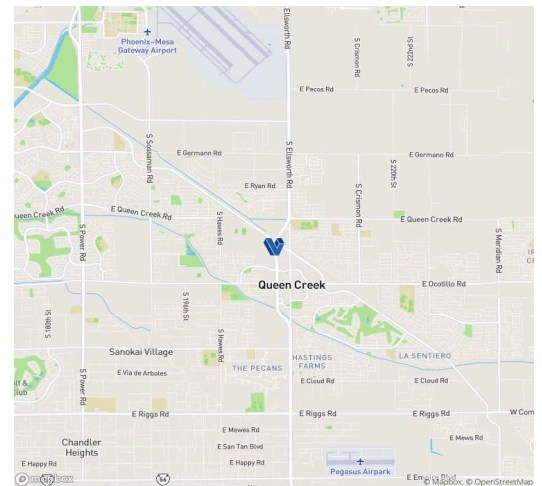 Phoenix-Mesa
Gateway Airport
Ellsworth Rd
S Crismon Rd
S 222nd St
E Pecos Rd
E Pecos Rd
S Sossaman Rd
E Germann Rd
S Ellsworth Rd
E Germann Rd
S 220th St
E Ryan Rd
S Crismon Rd
Queen Creek Rd
E Queen Creek Rd
S Hawes Rd
E Queen Creek Rd
S Power Rd
S Meridian Rd
Queen Creek
E Ocotillo Rd
S 196th St
S Hawes Rd
Sanokai Village
THE PECANS
HASTINGS
FARMS
LA SENTIERO
E Via de Arboles
E Cloud Rd
E Cloud Rd
S Power Rd
E Riggs Rd
E Riggs Rd
E Riggs Rd
W Com
E Mewes Rd
E Mews Rd
Chandler
Heights
E San Tan Blvd
E Happy Rd
E Happy Rd
Pegasus Airpark
mapbox
© Mapbox, © OpenStreetMap